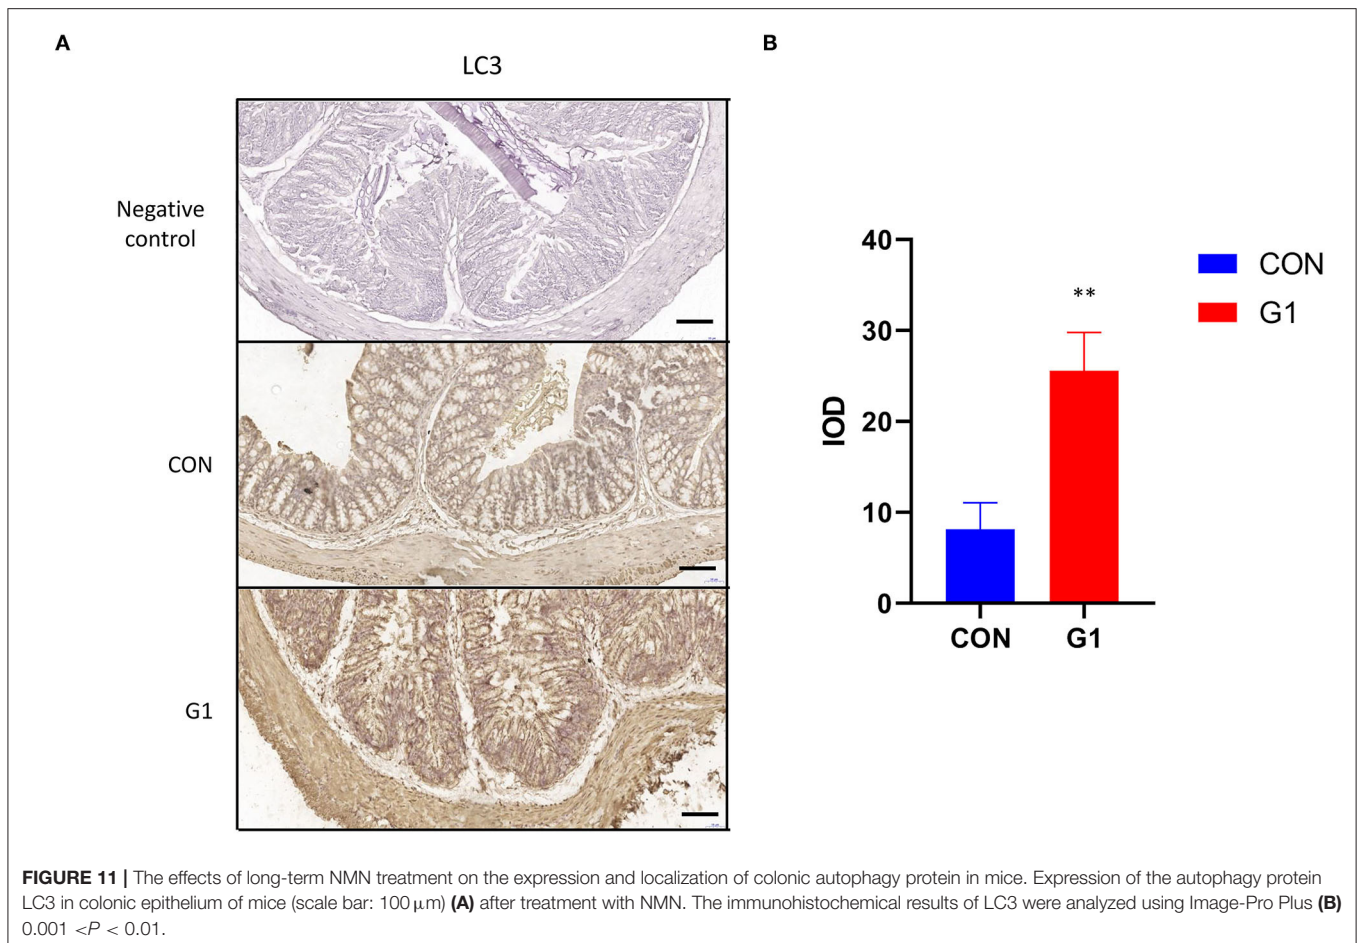 A
B
LC3
Negative
control
CON
G1
40
30
20
10
0
IOD
**
CON
G1
CON
G1
FIGURE 11 | The effects of long-term NMN treatment on the expression and localization of colonic autophagy protein in mice. Expression of the autophagy protein
LC3 in colonic epithelium of mice (scale bar: 100 μm) (A) after treatment with NMN. The immunohistochemical results of LC3 were analyzed using Image-Pro Plus (B)
0.001 <P < 0.01.